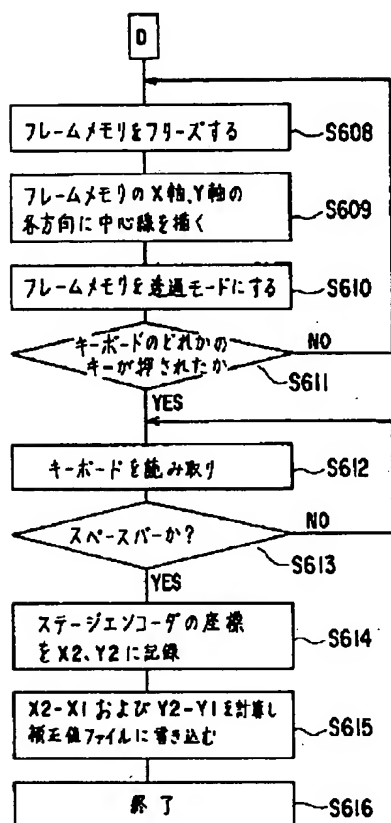 D
フレームメモリをフリーズする
S608
フレームメモリのX軸、Y軸の
各方向に中心線を描く
S609
フレームメモリを透過モードにする
S610
キーボードのどれかの
キーが押されたか
NO
S611
YES
キーボードを読み取り
S612
スペースバーか?
NO
S613
YES
ステージエンコーダの座標
をX2、Y2に記録
S614
X2-X1およびY2-Y1を計算し
補正値ファイルに書き込む
S615
終了
S616